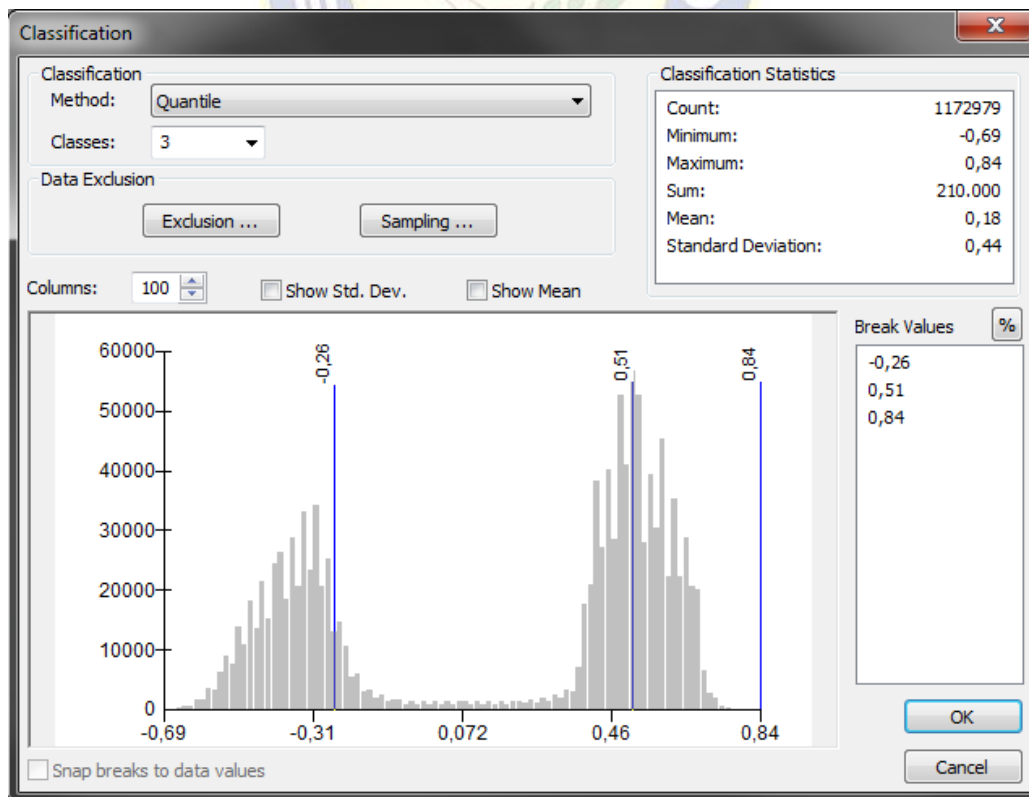 Classification
Classification
Method: Quantile
Classes: 3
Data Exclusion
Exclusion ...
Sampling ...
Classification Statistics
Count: 1172979
Minimum: -0,69
Maximum: 0,84
Sum: 210.000
Mean: 0,18
Standard Deviation: 0,44
Columns: 100 Show Std. Dev. Show Mean
Break Values %
-0,26
0,51
0,84
60000
50000
40000
30000
20000
10000
0
-0,26 0,51 0,84
-0,69 -0,31 0,072 0,46 0,84
Snap breaks to data values
OK
Cancel